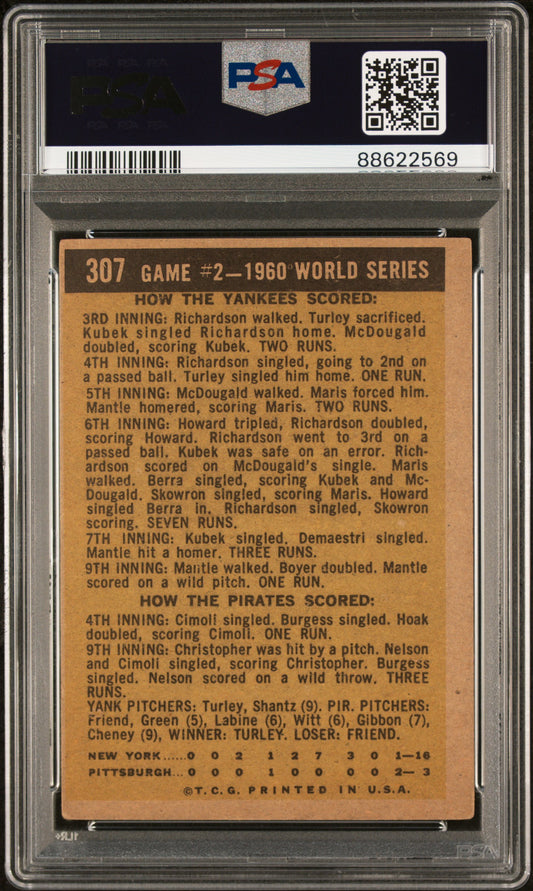 PSA
88622569
307 GAME #2—1960 WORLD SERIES
HOW THE YANKEES SCORED:
3RD INNING: Richardson walked. Turley sacrificed.
Kubek singled Richardson home. McDougald
doubled, scoring Kubek. TWO RUNS.
4TH INNING: Richardson singled, going to 2nd on
a passed ball. Turley singled him home. ONE RUN.
5TH INNING: McDougald walked. Maris forced him.
Mantle homered, scoring Maris. TWO RUNS.
6TH INNING: Howard tripled, Richardson doubled,
scoring Howard. Richardson went to 3rd on a
passed ball. Kubek was safe on an error. Rich-
ardson scored on McDougald's single. Maris
walked. Berra singled, scoring Kubek and Mc-
Dougald. Skowron singled, scoring Maris. Howard
singled Berra in. Richardson singled, Skowron
scoring. SEVEN RUNS.
7TH INNING: Kubek singled. Demaestri singled.
Mantle hit a homer. THREE RUNS.
9TH INNING: Mantle walked. Boyer doubled. Mantle
scored on a wild pitch. ONE RUN.
HOW THE PIRATES SCORED:
4TH INNING: Cimoli singled. Burgess singled. Hoak
doubled, scoring Cimoli. ONE RUN.
9TH INNING: Christopher was hit by a pitch. Nelson
and Cimoli singled, scoring Christopher. Burgess
singled. Nelson scored on a wild throw. THREE
RUNS.
YANK PITCHERS: Turley, Shantz (9). PIR. PITCHERS:
Friend, Green (5), Labine (6), Witt (6), Gibbon (7),
Cheney (9), WINNER: TURLEY. LOSER: FRIEND.
NEW YORK......0 0 2 1 2 7 3 0 1—16
PITTSBURGH...0 0 0 1 0 0 0 0 2— 3
©T.C.G. PRINTED IN U.S.A.
PSA